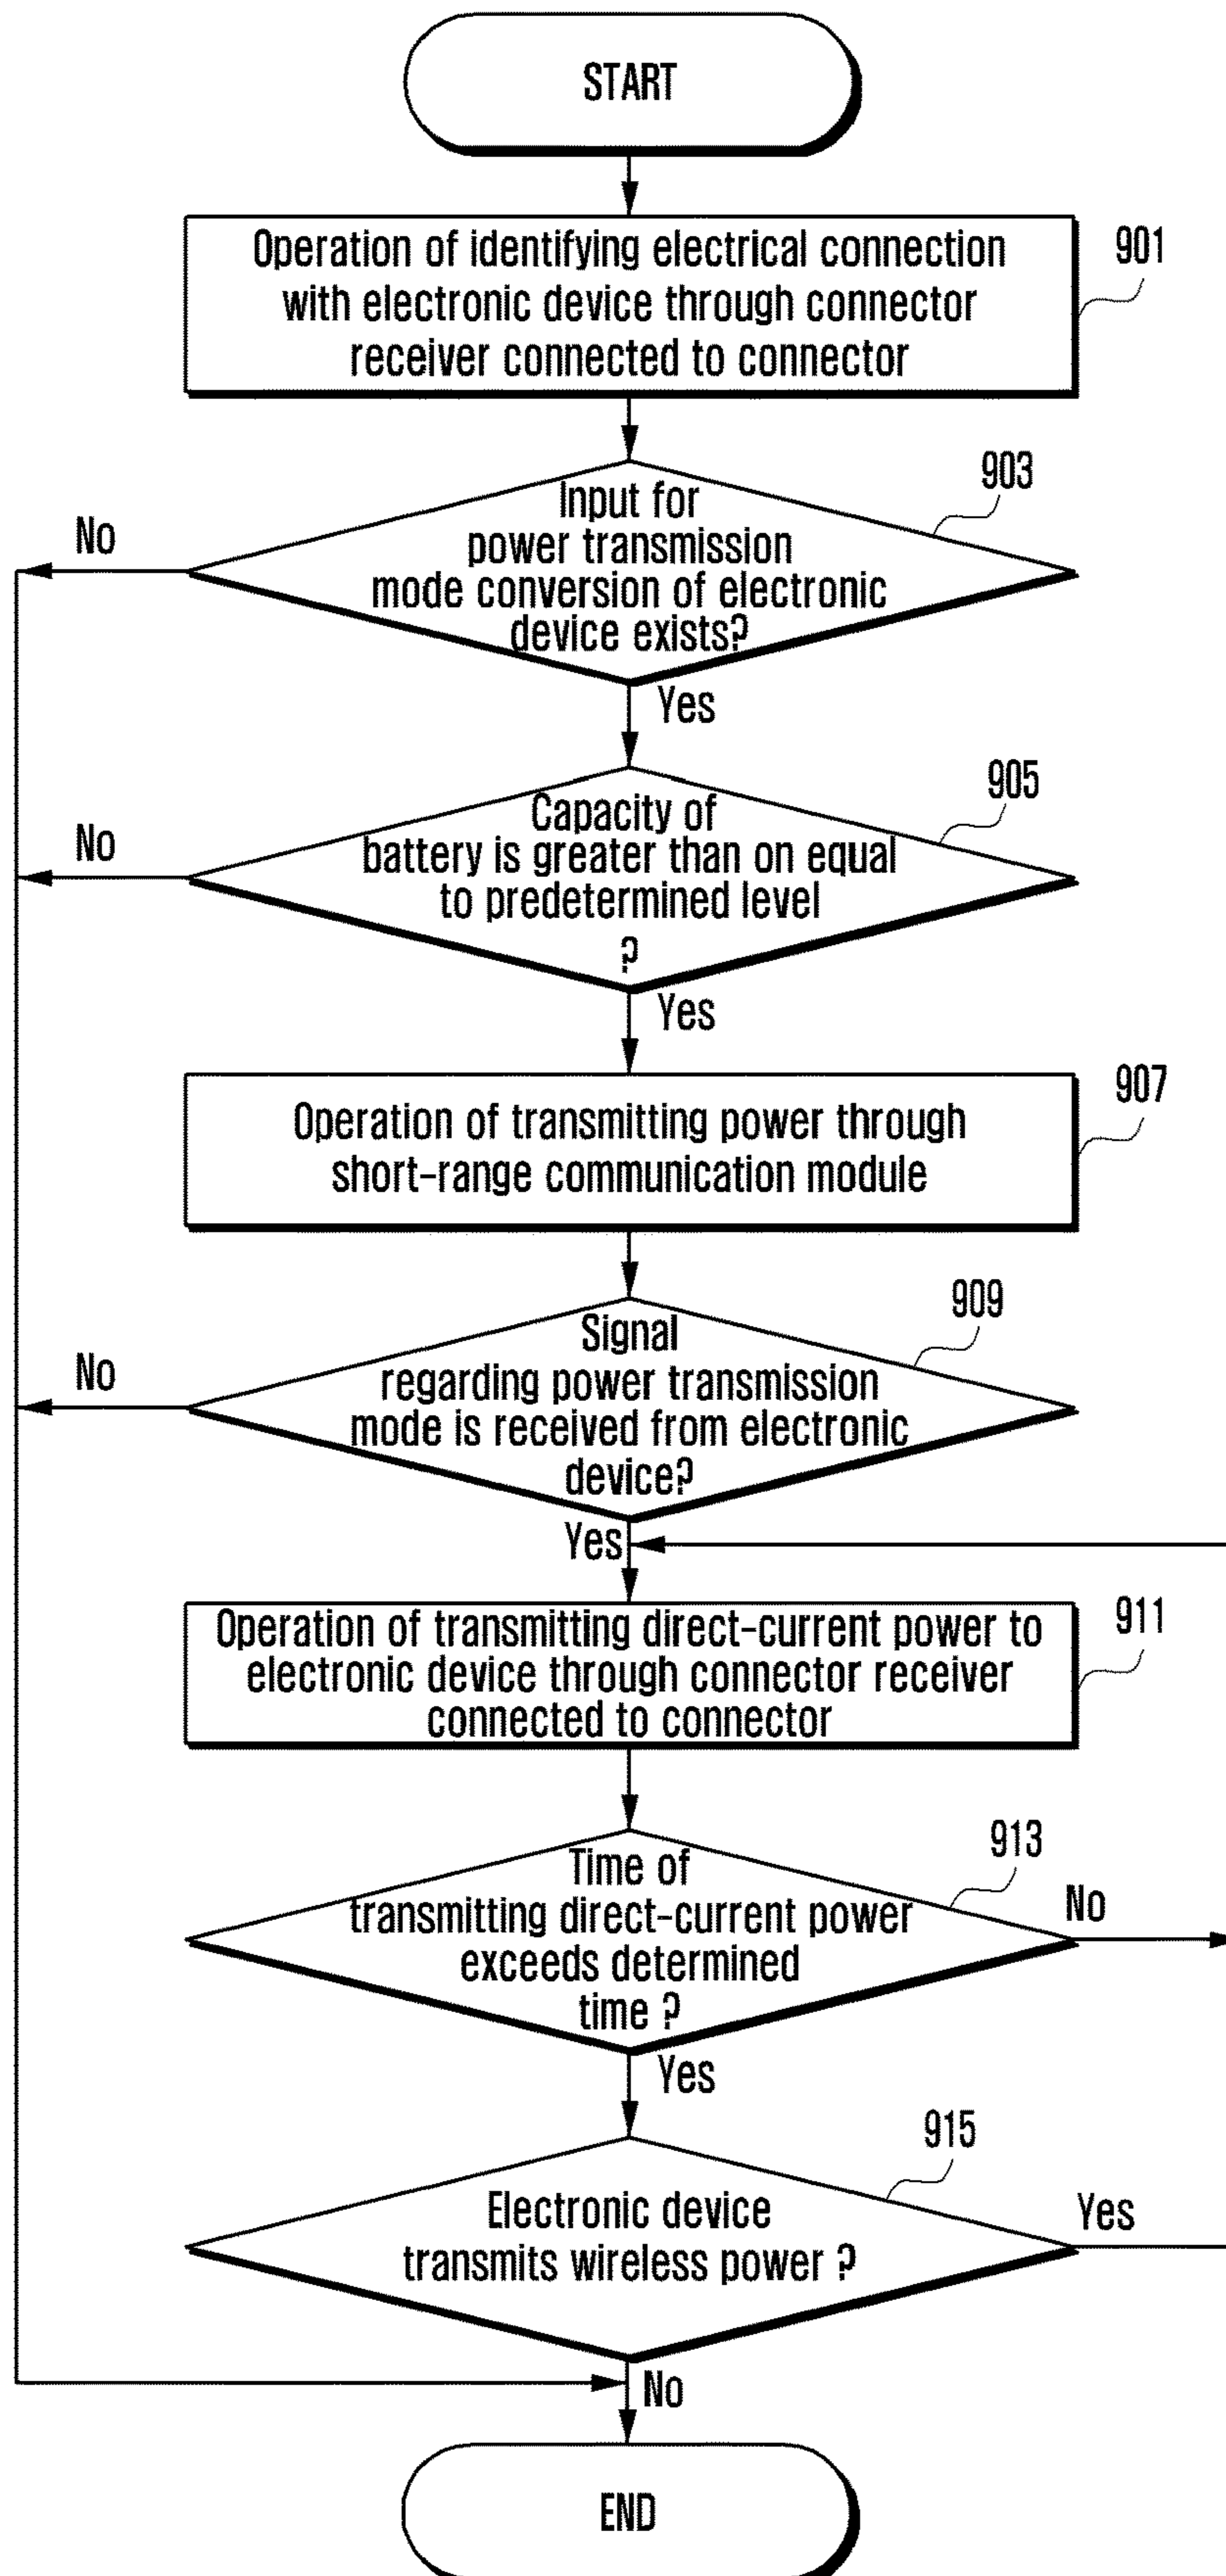 START
Operation of identifying electrical connection
with electronic device through connector
receiver connected to connector
901
Input for
power transmission
mode conversion of electronic
device exists?
903
No
Yes
Capacity of
battery is greater than on equal
to predetermined level
?
905
No
Yes
Operation of transmitting power through
short-range communication module
907
Signal
regarding power transmission
mode is received from electronic
device?
909
No
Yes
Operation of transmitting direct-current power to
electronic device through connector receiver
connected to connector
911
Time of
transmitting direct-current power
exceeds determined
time ?
913
No
Yes
Electronic device
transmits wireless power ?
915
Yes
No
END